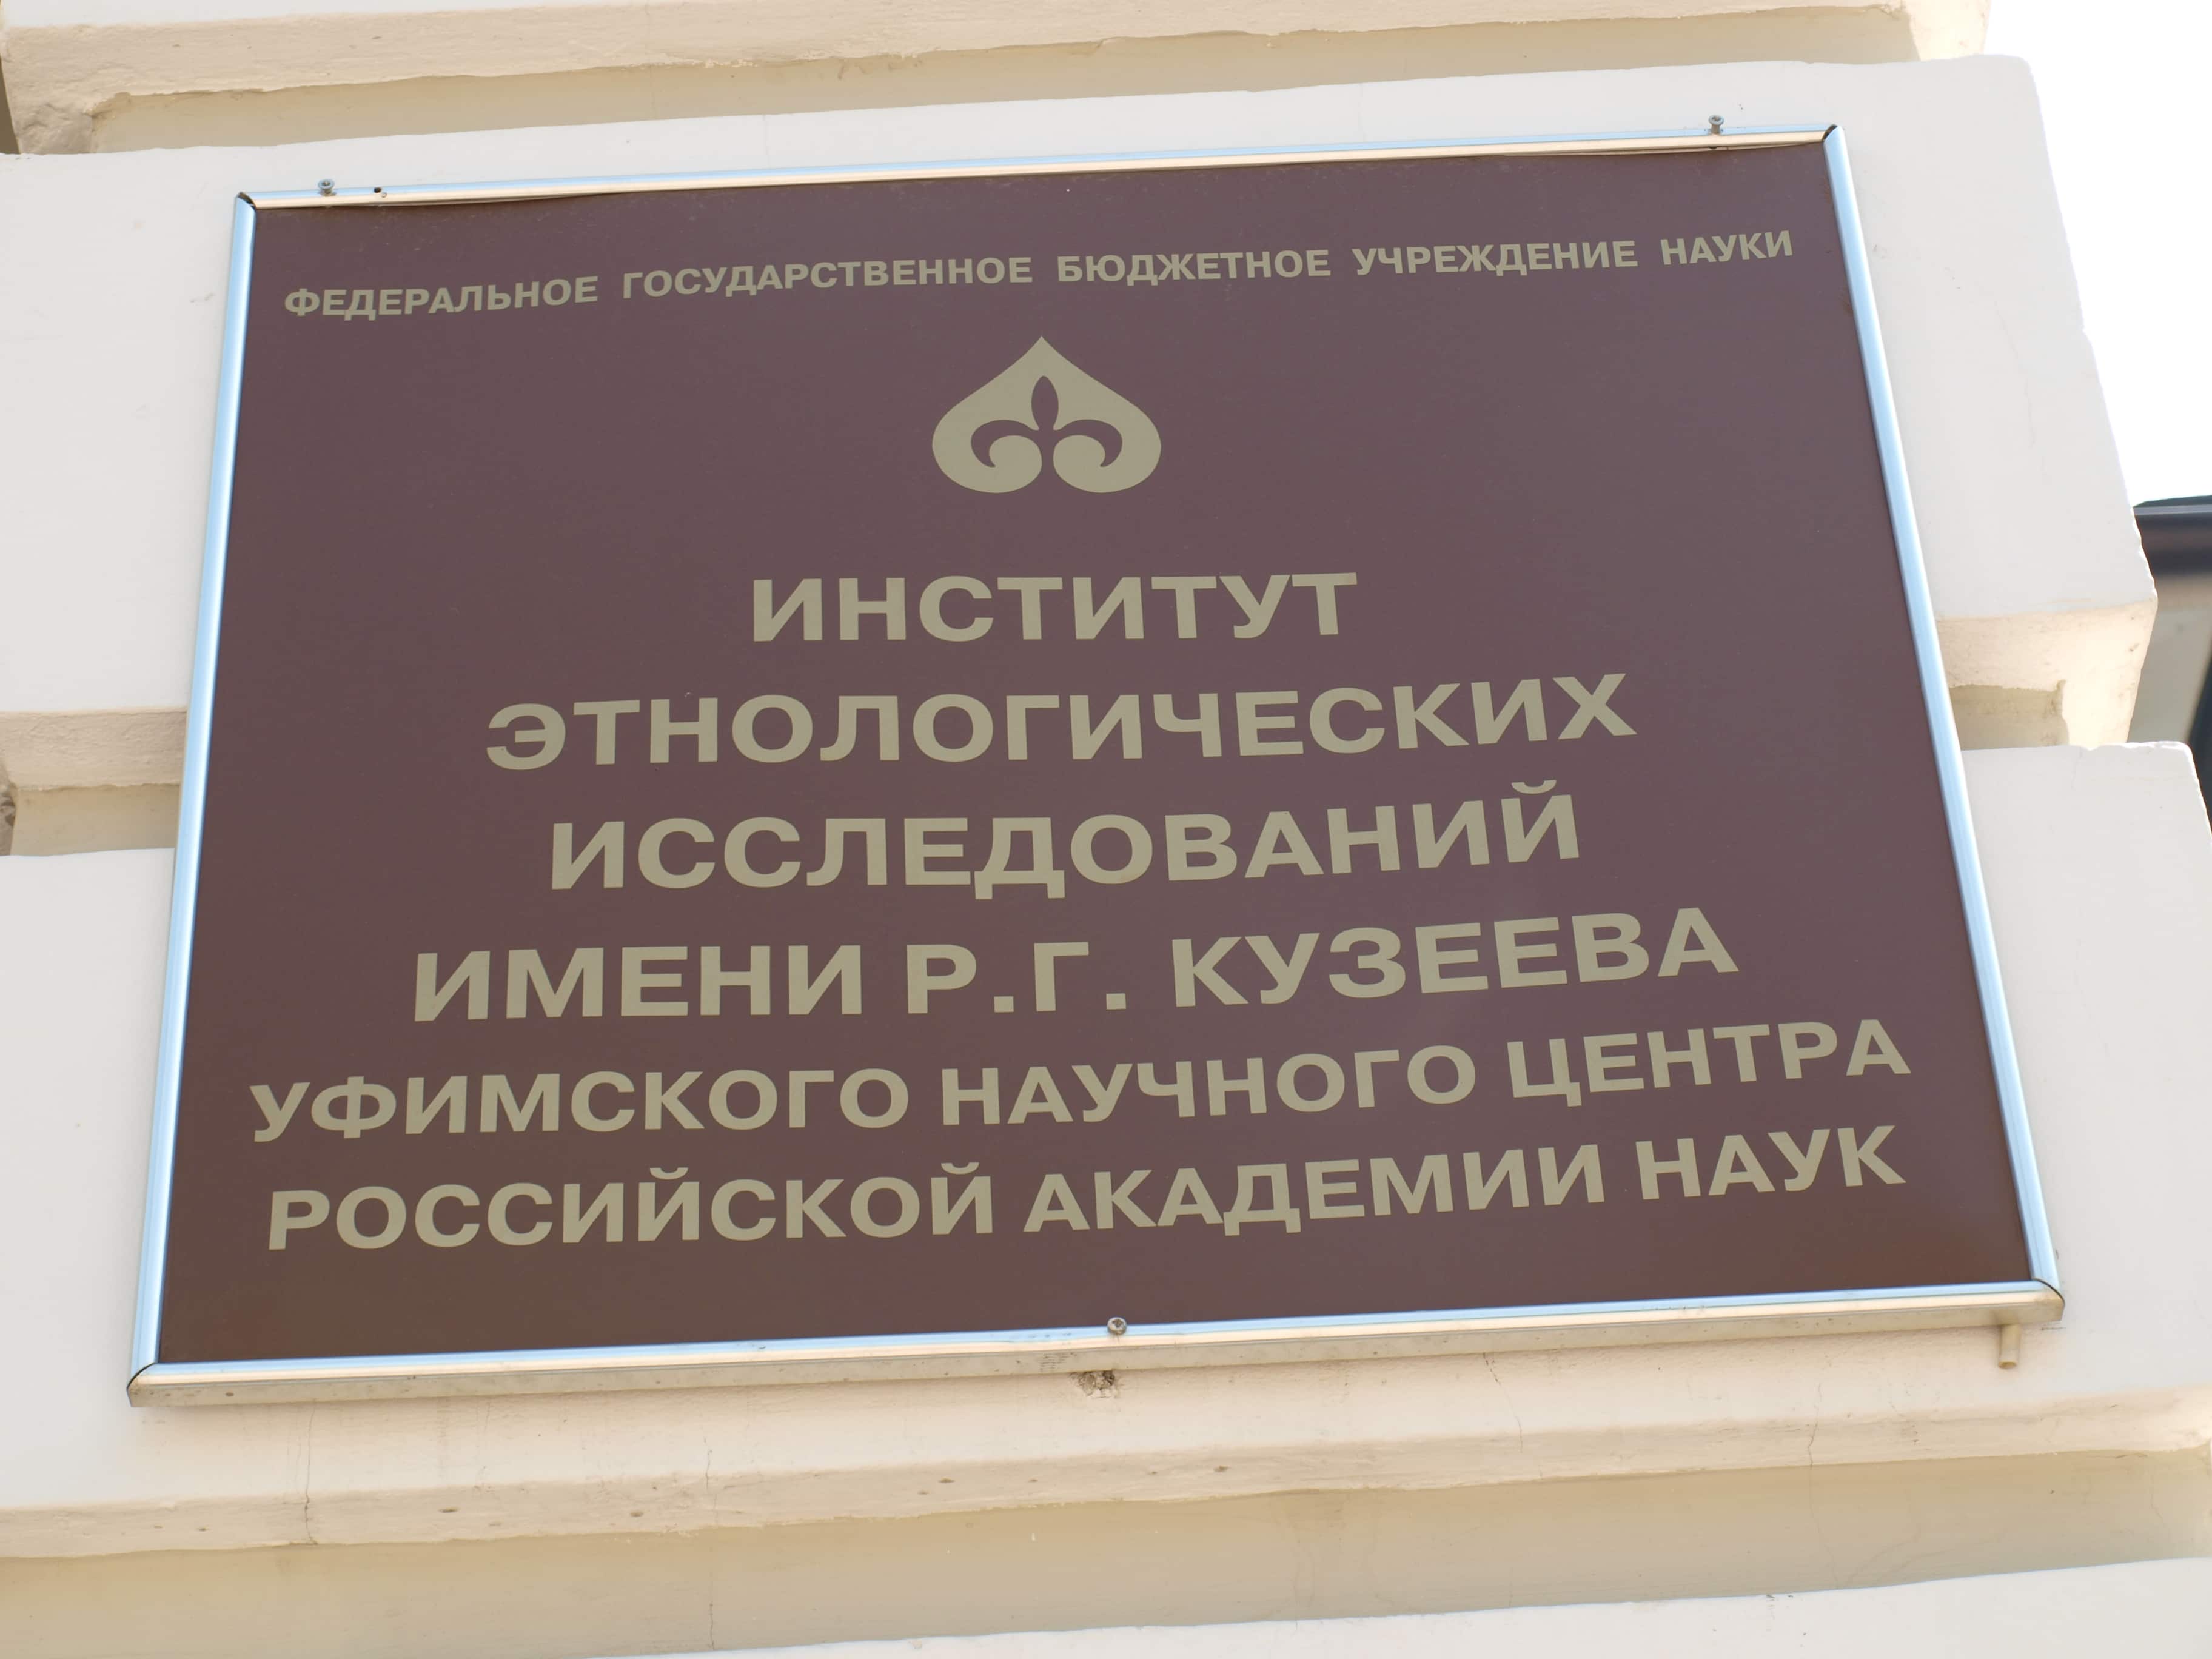 ФЕДЕРАЛЬНОЕ ГОСУДАРСТВЕННОЕ БЮДЖЕТНОЕ УЧРЕЖДЕНИЕ НАУКИ
ИНСТИТУТ
ЭТНОЛОГИЧЕСКИХ
ИССЛЕДОВАНИЙ
ИМЕНИ Р.Г. КУЗЕЕВА
УФИМСКОГО НАУЧНОГО ЦЕНТРА
РОССИЙСКОЙ АКАДЕМИИ НАУК